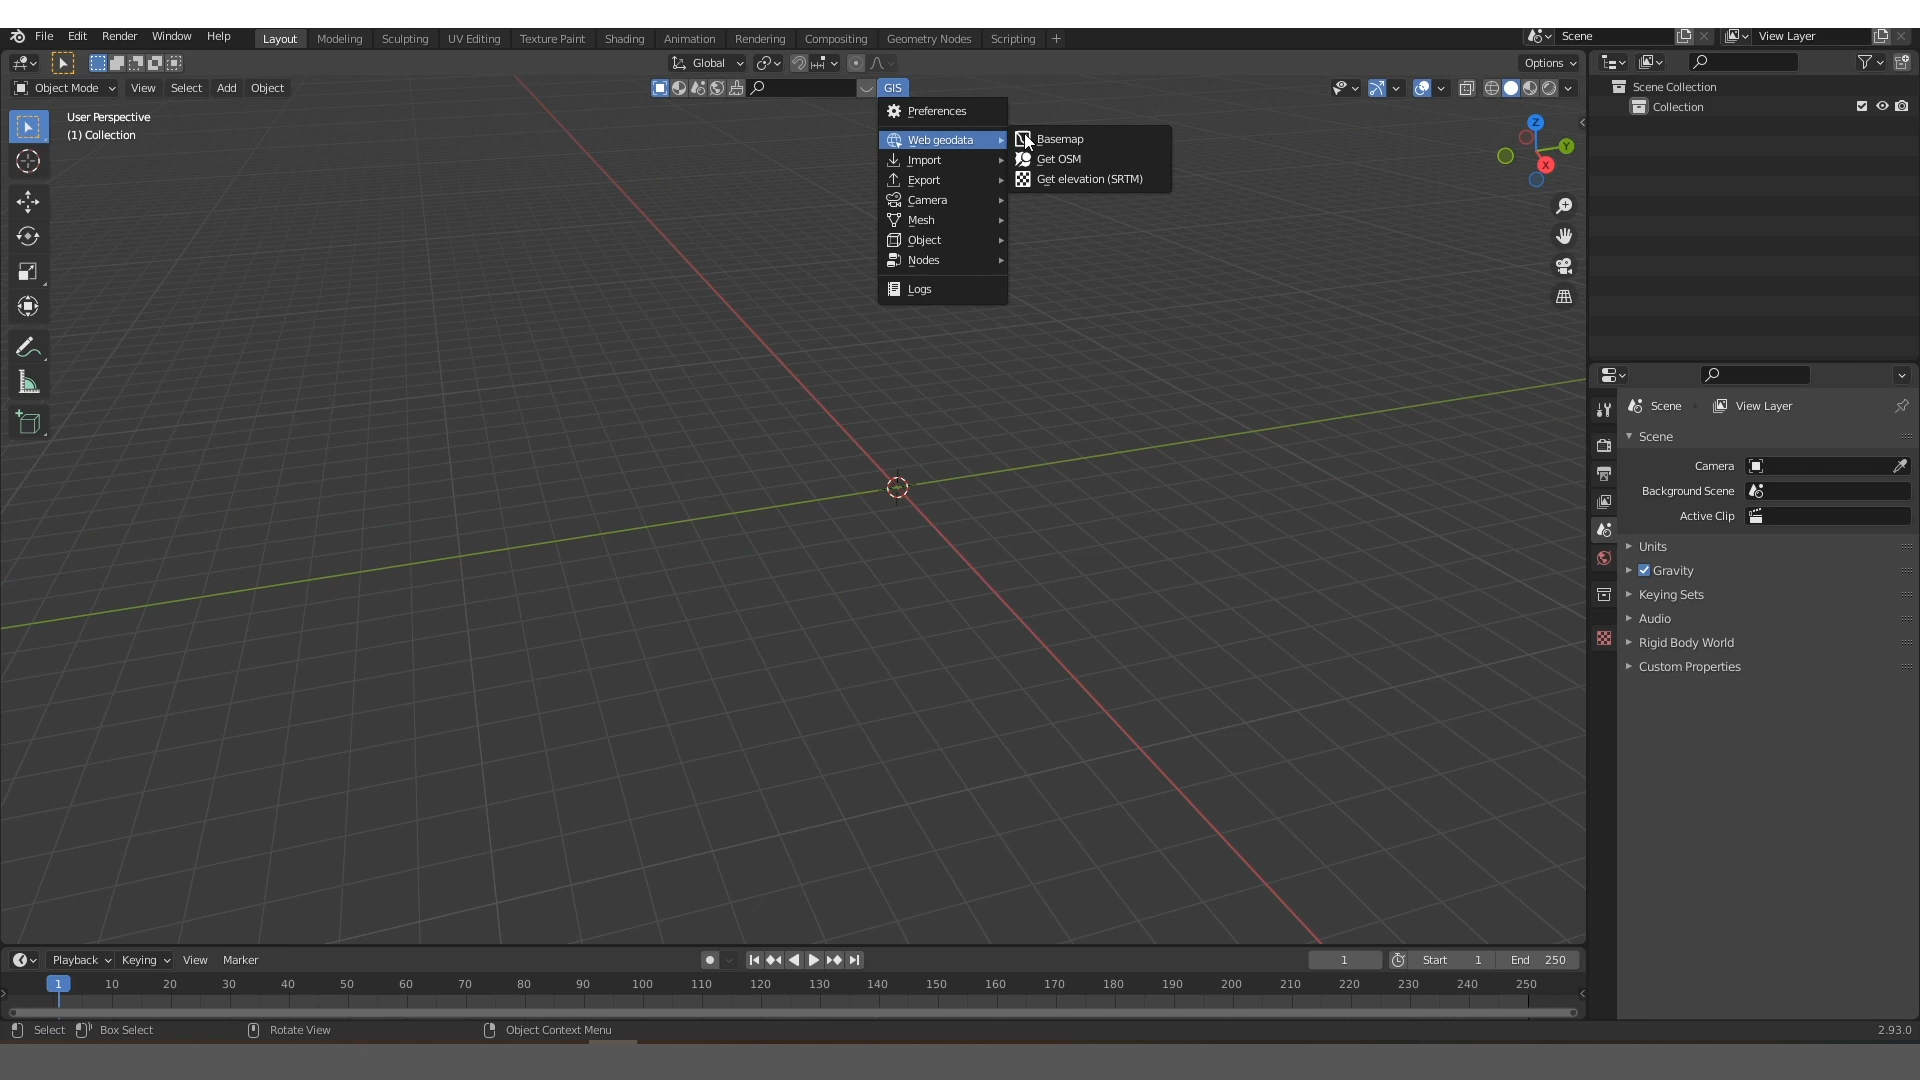 File Edit Render Window Help Layout Modeling Sculpting UV Editing Texture Paint Shading Animation Rendering Compositing Geometry Nodes Scripting + Scene View Layer
Global Options
Object Mode View Select Add Object GIS
Scene Collection
Collection
User Perspective
(1) Collection
Preferences
Web geodata
Import
Export
Camera
Mesh
Object
Nodes
Logs
Basemap
Get OSM
Get elevation (SRTM)
Z
Y
X
Scene View Layer
Scene
Camera
Background Scene
Active Clip
Units
Gravity
Keying Sets
Audio
Rigid Body World
Custom Properties
Playback Keying View Marker 1 Start 1 End 250
1 10 20 30 40 50 60 70 80 90 100 110 120 130 140 150 160 170 180 190 200 210 220 230 240 250
Select Box Select Rotate View Object Context Menu 2.93.0